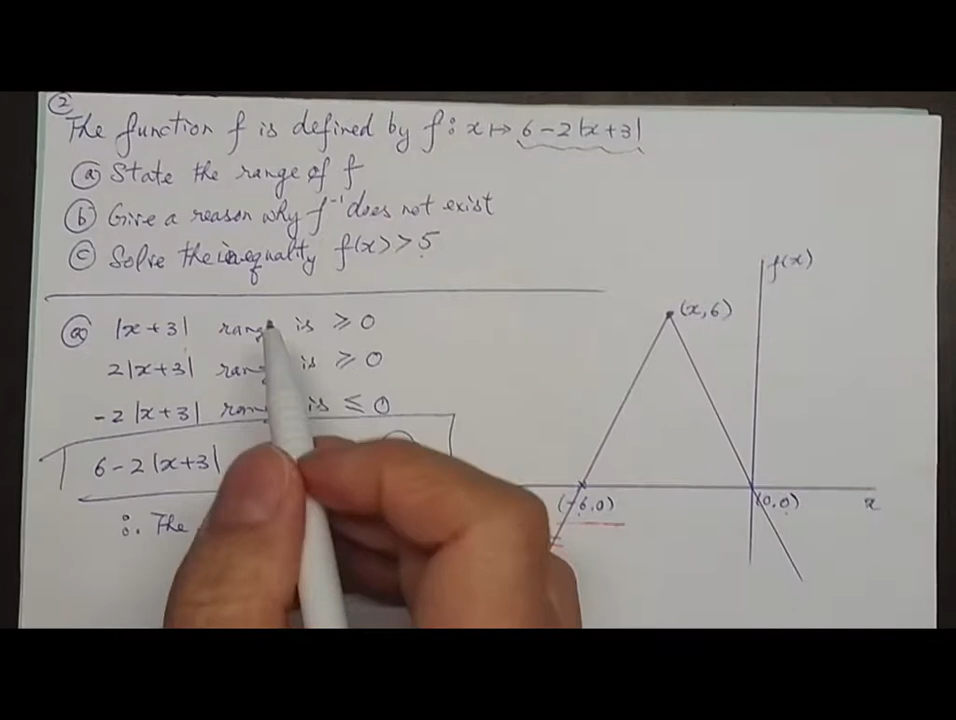 ②
The function f is defined by f : x ↦ 6-2|x+3|
ⓐ State the range of f
ⓑ Give a reason why f⁻¹ does not exist
ⓒ Solve the inequality f(x) > 5
ⓐ |x+3| range is ≥ 0
2|x+3| is ≥ 0
-2|x+3| is ≤ 0
6-2|x+3|
∴ The
f(x)
(x,6)
(-6,0)
(0,0)
x